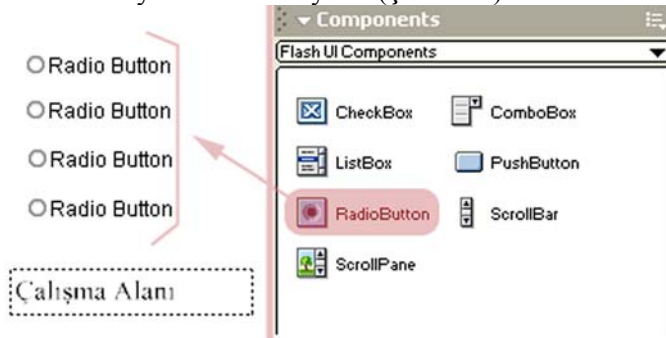 Components
Flash UI Components
Radio Button
Radio Button
Radio Button
Radio Button
CheckBox
ComboBox
ListBox
PushButton
RadioButton
ScrollBar
ScrollPane
Çalışma Alanı